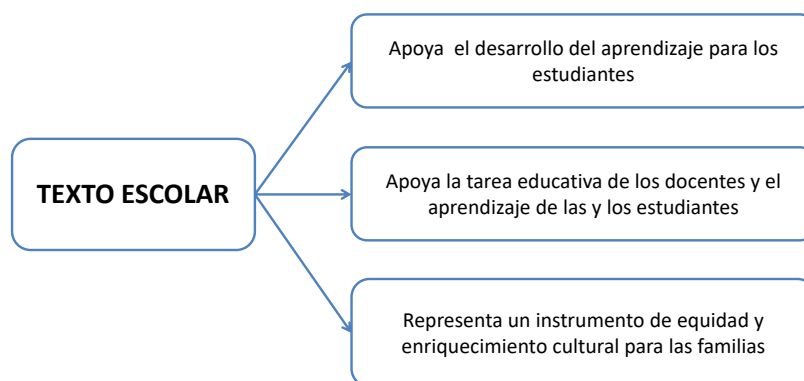 Apoya el desarrollo del aprendizaje para los
estudiantes
TEXTO ESCOLAR
Apoya la tarea educativa de los docentes y el
aprendizaje de las y los estudiantes
Representa un instrumento de equidad y
enriquecimiento cultural para las familias